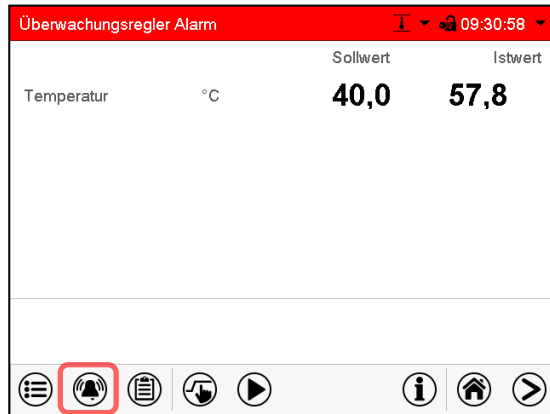 Überwachungsregler Alarm 09:30:58
Sollwert Istwert
Temperatur °C 40,0 57,8